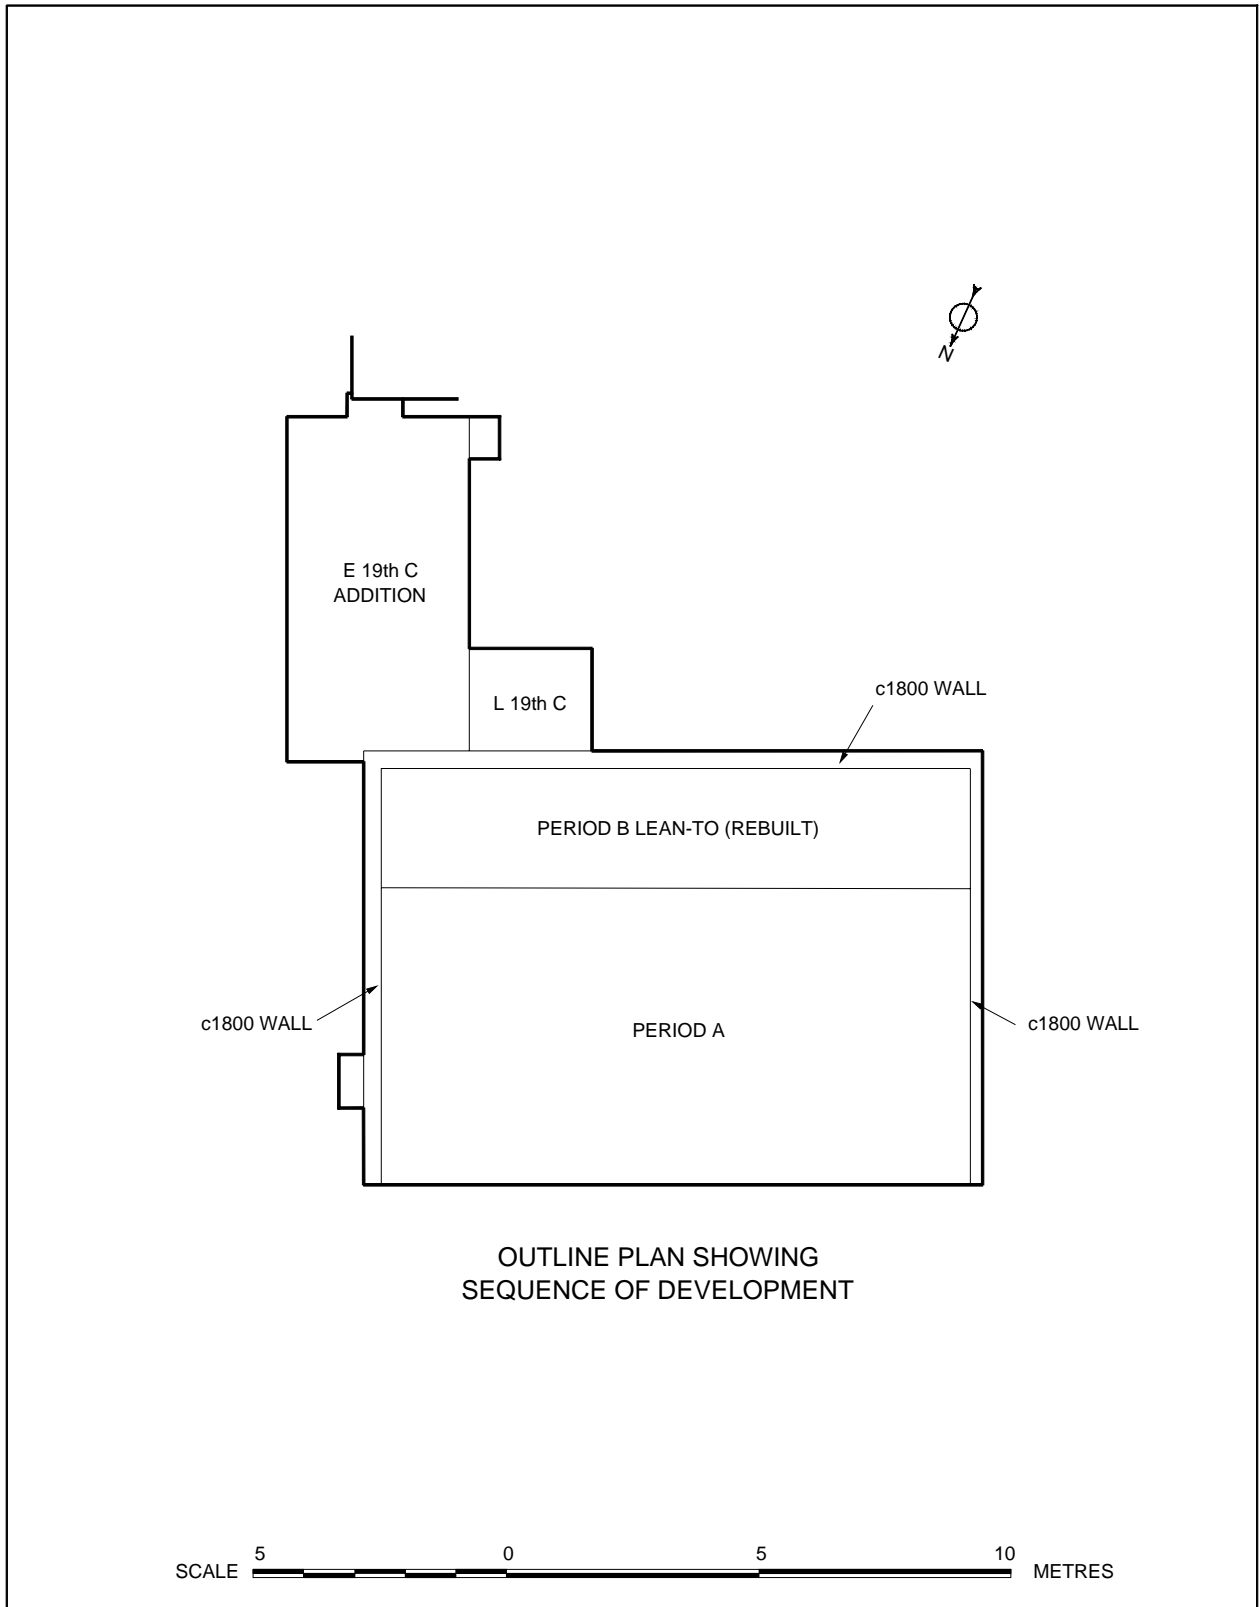 N
E 19th C
ADDITION
L 19th C
c1800 WALL
PERIOD B LEAN-TO (REBUILT)
c1800 WALL
PERIOD A
c1800 WALL
OUTLINE PLAN SHOWING
SEQUENCE OF DEVELOPMENT
SCALE 5 0 5 10 METRES